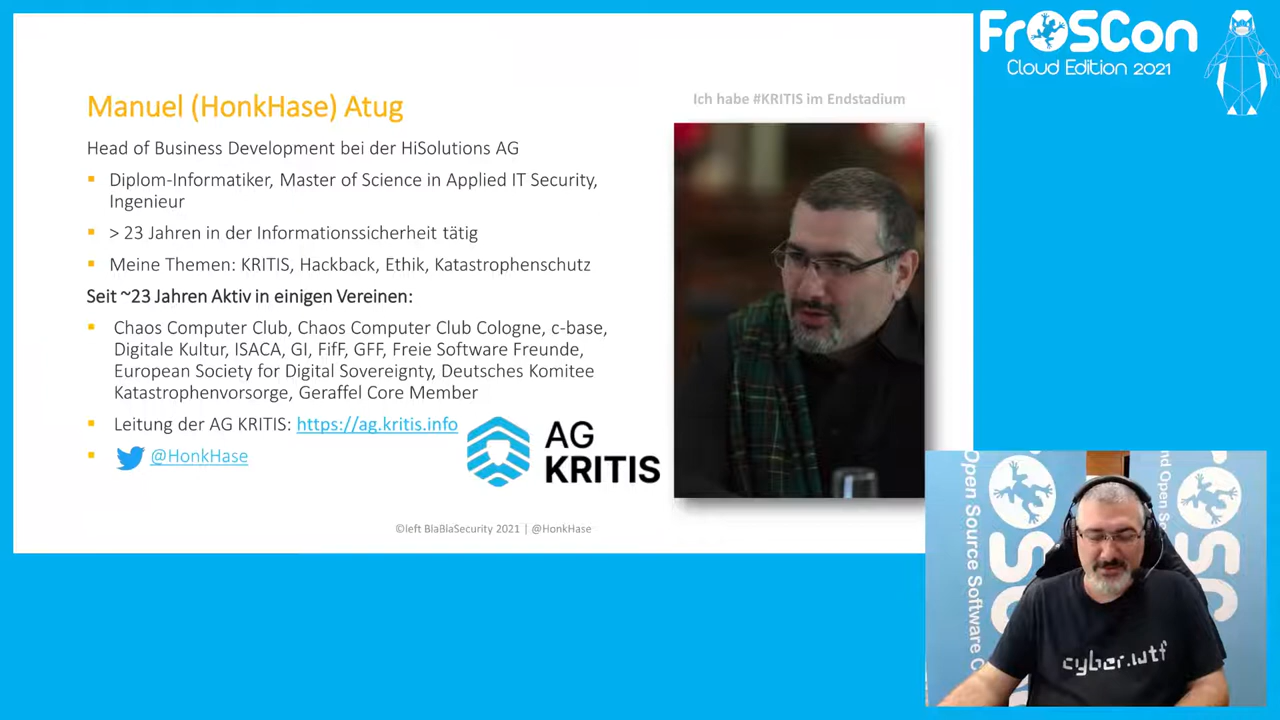 FrOSCon
Cloud Edition 2021
Manuel (HonkHase) Atug
Ich habe #KRITIS im Endstadium
Head of Business Development bei der HiSolutions AG
Diplom-Informatiker, Master of Science in Applied IT Security,
Ingenieur
> 23 Jahren in der Informationssicherheit tätig
Meine Themen: KRITIS, Hackback, Ethik, Katastrophenschutz
Seit ~23 Jahren Aktiv in einigen Vereinen:
Chaos Computer Club, Chaos Computer Club Cologne, c-base,
Digitale Kultur, ISACA, GI, FifF, GFF, Freie Software Freunde,
European Society for Digital Sovereignty, Deutsches Komitee
Katastrophenvorsorge, Geraffel Core Member
Leitung der AG KRITIS: https://ag.kritis.info
@HonkHase
AG
KRITIS
©left BlaBlaSecurity 2021 | @HonkHase
Open Source Software
and Open
cyber.wtf